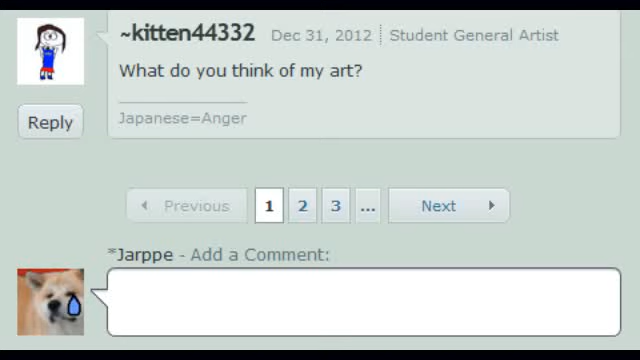 ~kitten44332 Dec 31, 2012 Student General Artist
What do you think of my art?
Japanese=Anger
Reply
Previous 1 2 3 ... Next
*Jarppe - Add a Comment: